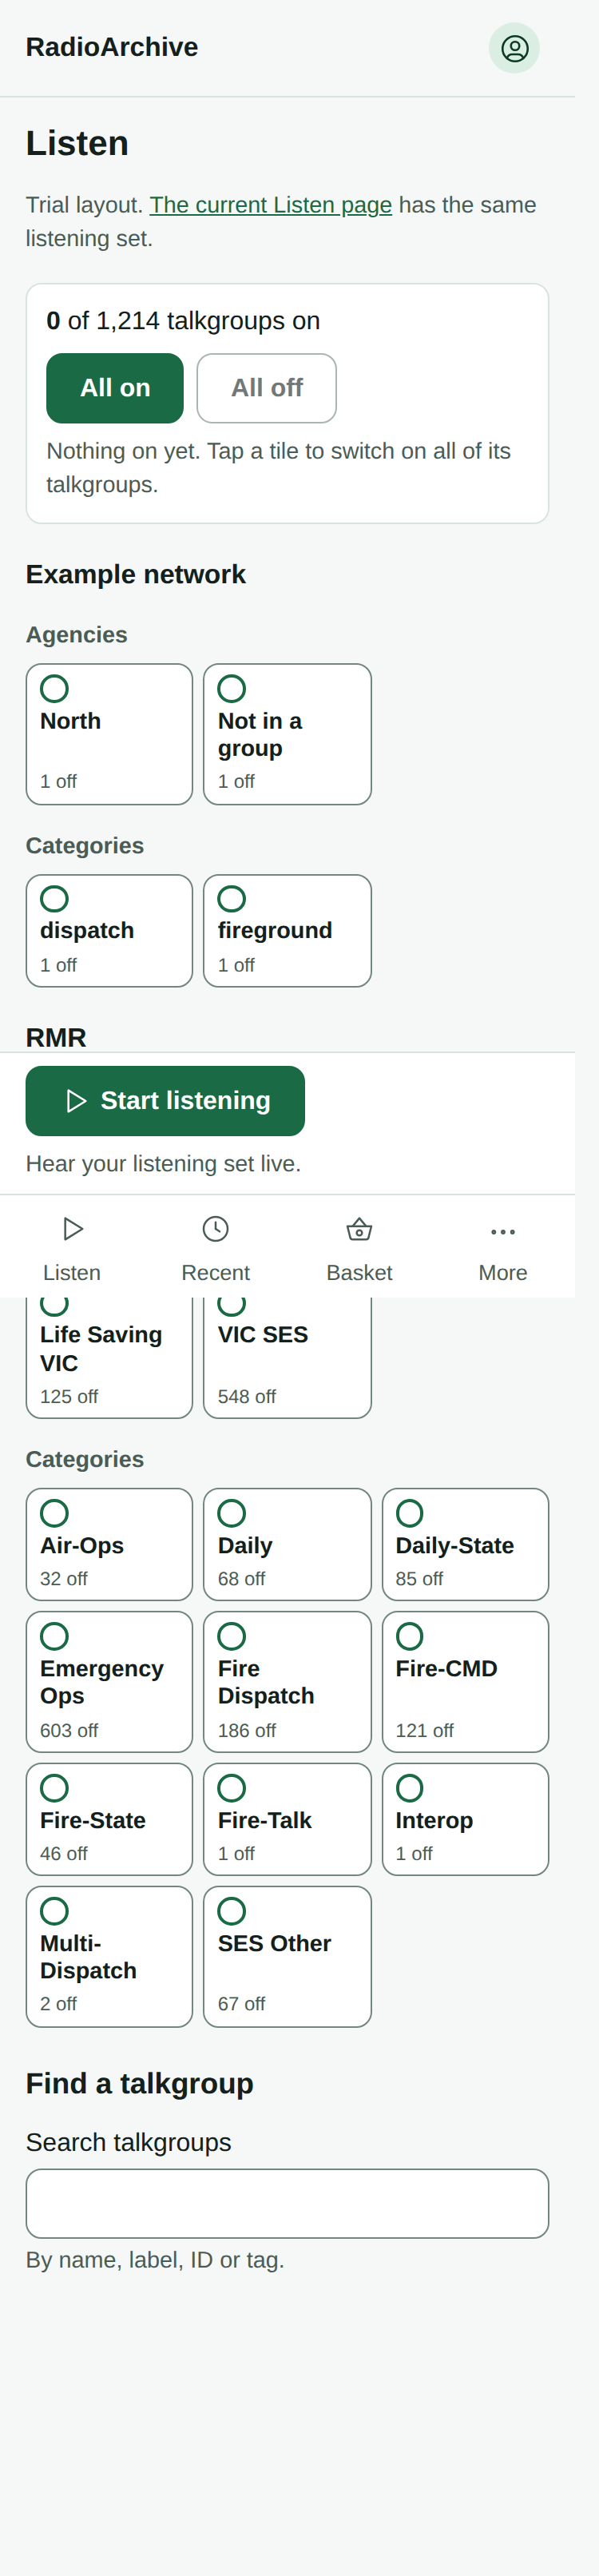 RadioArchive
Listen
Trial layout. The current Listen page has the same
listening set.
0 of 1,214 talkgroups on
All on
All off
Nothing on yet. Tap a tile to switch on all of its
talkgroups.
Example network
Agencies
North
1 off
Not in a
group
1 off
Categories
dispatch
1 off
fireground
1 off
RMR
Start listening
Hear your listening set live.
Listen
Recent
Basket
More
Life Saving
VIC
125 off
VIC SES
548 off
Categories
Air-Ops
32 off
Daily
68 off
Daily-State
85 off
Emergency
Ops
603 off
Fire
Dispatch
186 off
Fire-CMD
121 off
Fire-State
46 off
Fire-Talk
1 off
Interop
1 off
Multi-
Dispatch
2 off
SES Other
67 off
Find a talkgroup
Search talkgroups
By name, label, ID or tag.